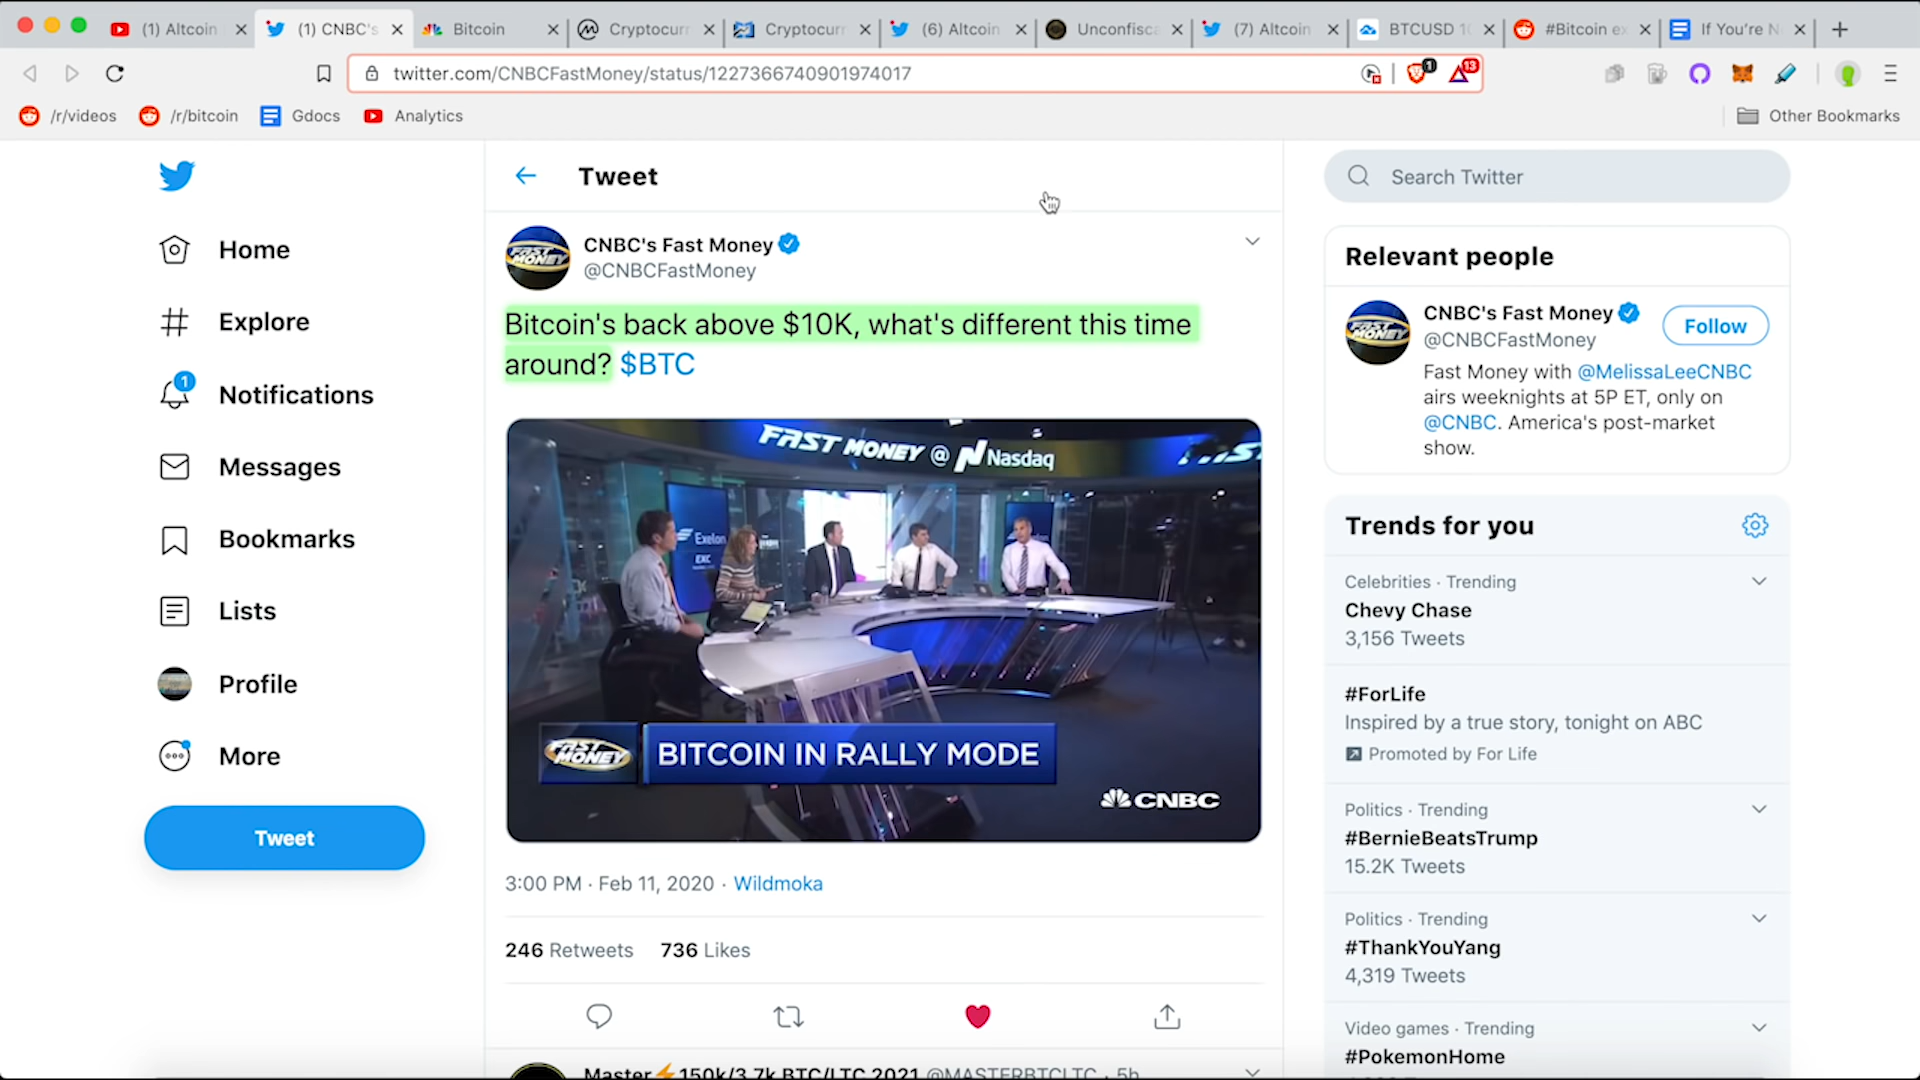 (1) Altcoin
(1) CNBC's
Bitcoin
Cryptocurr
Cryptocurr
(6) Altcoin
Unconfisca
(7) Altcoin
BTCUSD 10
#Bitcoin ex
If You're N
twitter.com/CNBCFastMoney/status/1227366740901974017
1
13
/r/videos
/r/bitcoin
Gdocs
Analytics
Other Bookmarks
Home
Explore
1
Notifications
Messages
Bookmarks
Lists
Profile
More
Tweet
Tweet
CNBC's Fast Money
@CNBCFastMoney
Bitcoin's back above $10K, what's different this time
around? $BTC
FAST MONEY @ Nasdaq
Exelon
EXC
FAST MONEY
BITCOIN IN RALLY MODE
CNBC
3:00 PM · Feb 11, 2020 · Wildmoka
246 Retweets 736 Likes
Master⚡150k/3.7k BTC/LTC 2021 @MASTERBTCLTC · 5h
Search Twitter
Relevant people
CNBC's Fast Money
@CNBCFastMoney
Follow
Fast Money with @MelissaLeeCNBC
airs weeknights at 5P ET, only on
@CNBC. America's post-market
show.
Trends for you
Celebrities · Trending
Chevy Chase
3,156 Tweets
#ForLife
Inspired by a true story, tonight on ABC
Promoted by For Life
Politics · Trending
#BernieBeatsTrump
15.2K Tweets
Politics · Trending
#ThankYouYang
4,319 Tweets
Video games · Trending
#PokemonHome